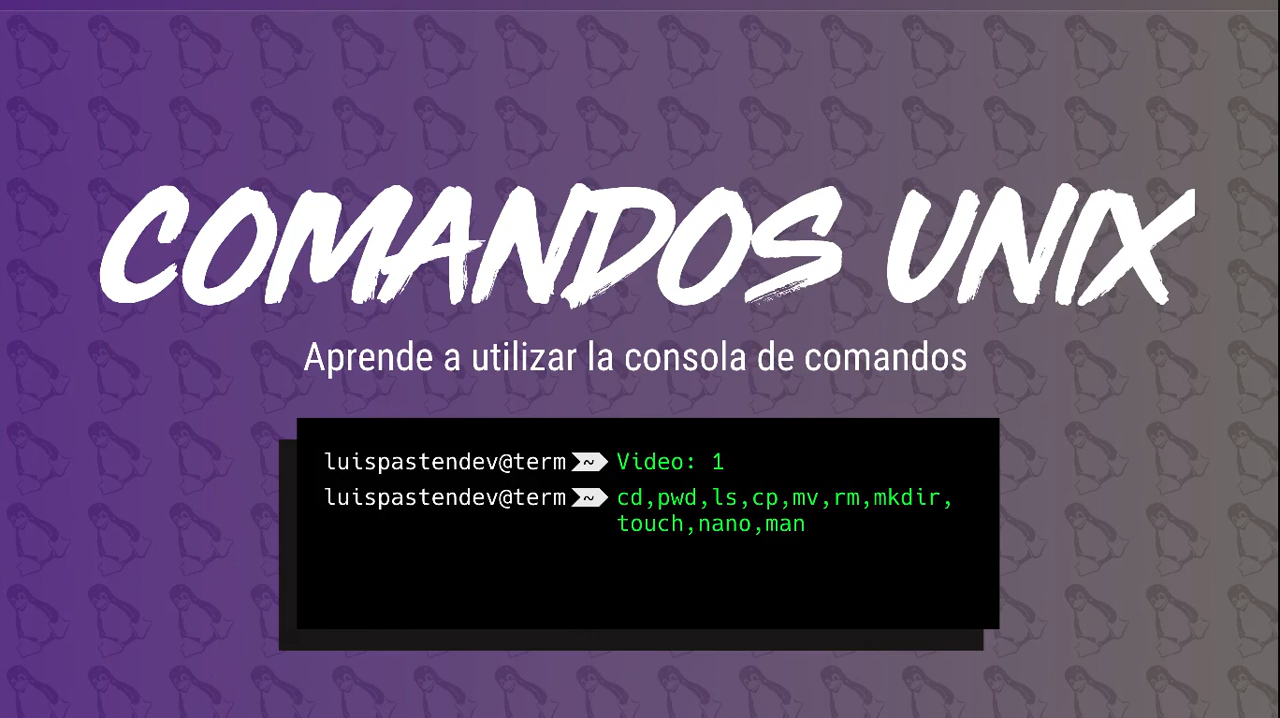 COMANDOS UNIX
Aprende a utilizar la consola de comandos
luispastendev@term ~ Video: 1
luispastendev@term ~ cd,pwd,ls,cp,mv,rm,mkdir,
touch,nano,man